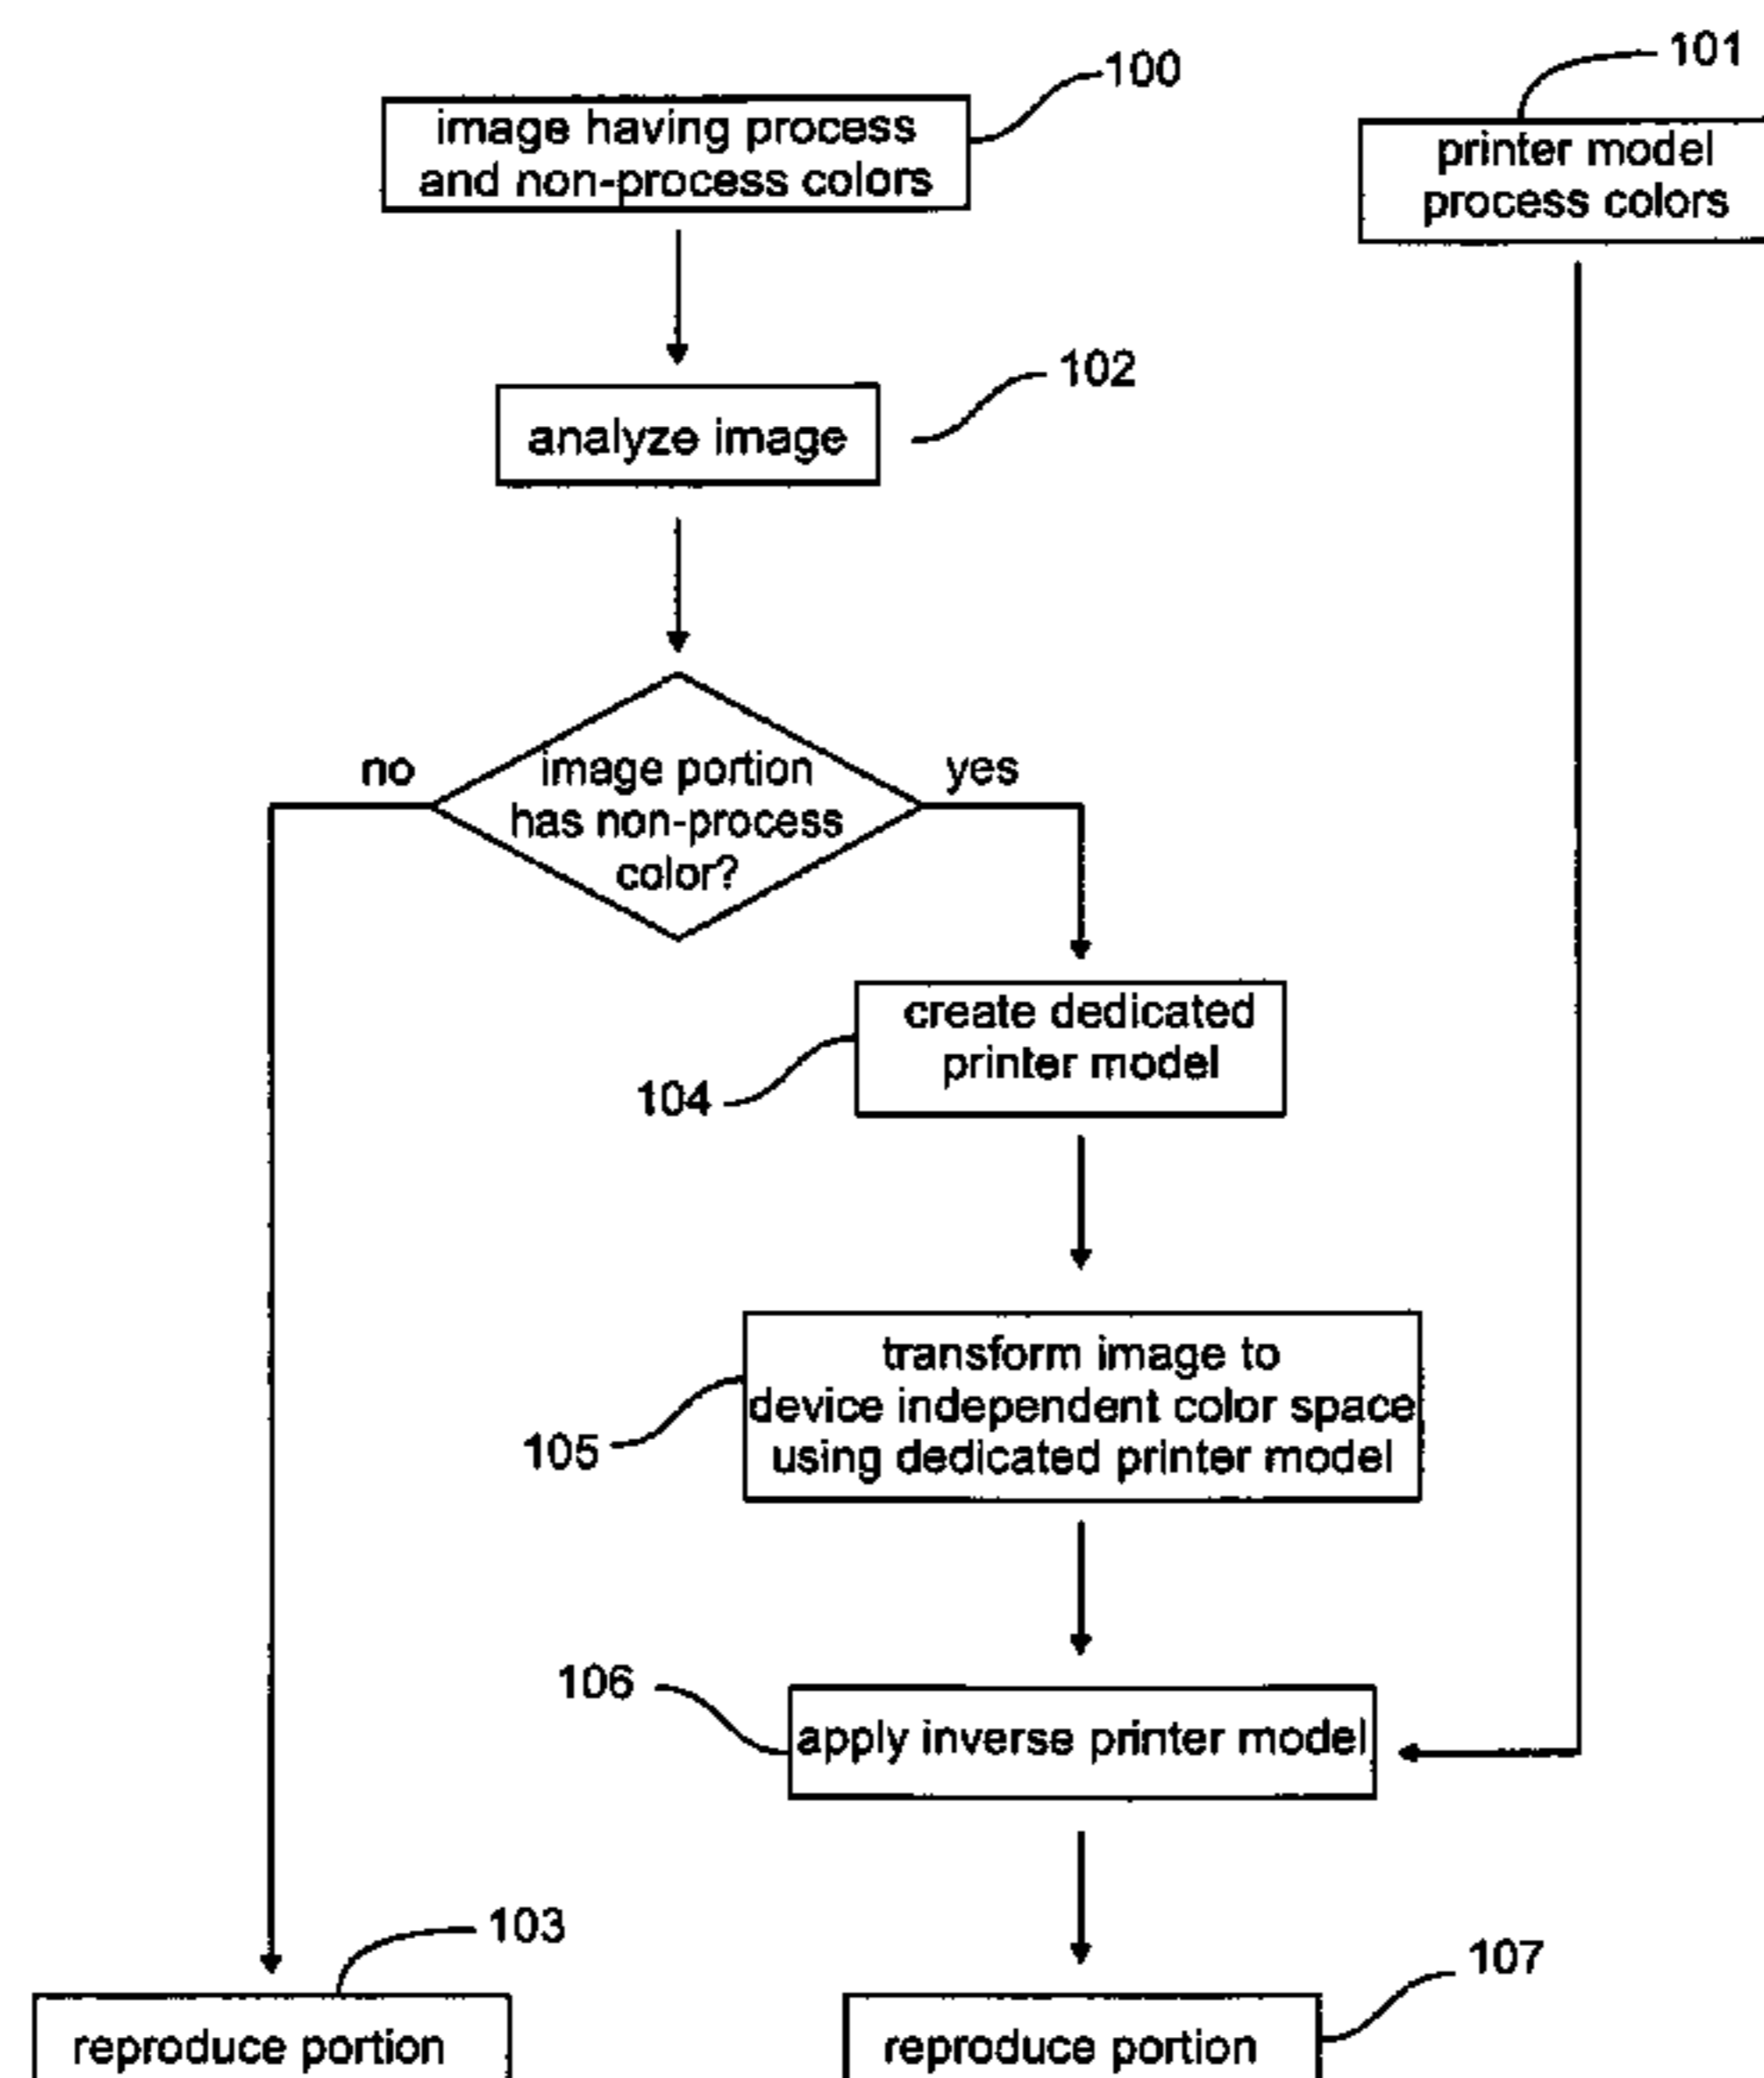 100
101
image having process
and non-process colors
printer model
process colors
102
analyze image
no
yes
image portion
has non-process
color?
create dedicated
printer model
104
transform image to
device independent color space
using dedicated printer model
105
106
apply inverse printer model
103
107
reproduce portion
reproduce portion